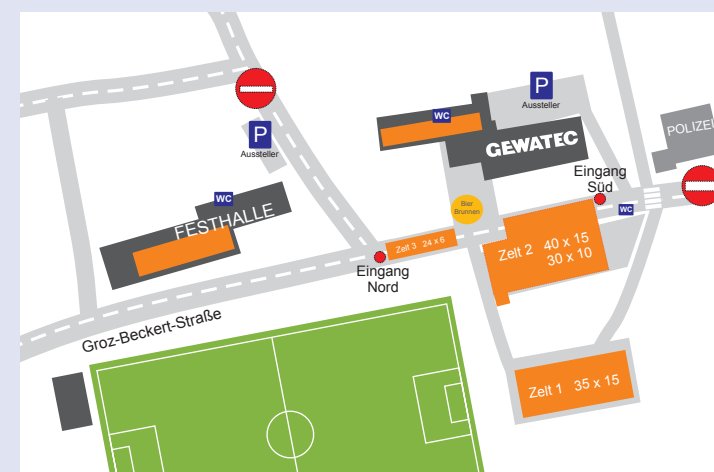 P
Aussteller
WC
GEWATEC
POLIZEI
P
Aussteller
Eingang
Süd
WC
WC
FESTHALLE
Bier
Brunnen
Zelt 3 24 x 6
Zelt 2 40 x 15
30 x 10
Eingang
Nord
Groz-Beckert-Straße
Zelt 1 35 x 15